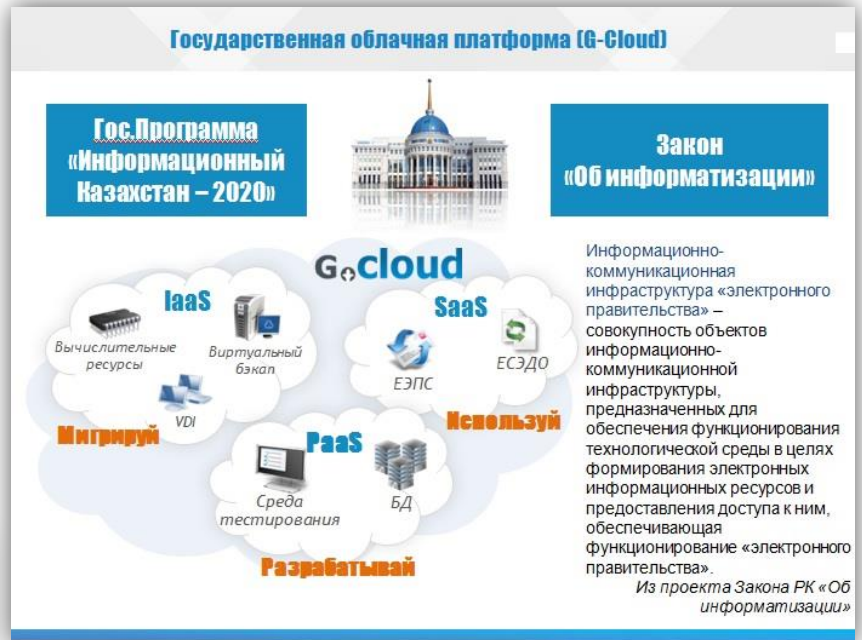 Государственная облачная платформа (G-Cloud)
Гос.Программа
«Информационный
Казахстан – 2020»
Закон
«Об информатизации»
G cloud
IaaS
Вычислительные
ресурсы
Виртуальный
бэкап
VDI
Мигрируй
SaaS
ЕЭПС
ЕСЭДО
Используй
PaaS
Среда
тестирования
БД
Разрабатывай
Информационно-
коммуникационная
инфраструктура «электронного
правительства» –
совокупность объектов
информационно-
коммуникационной
инфраструктуры,
предназначенных для
обеспечения функционирования
технологической среды в целях
формирования электронных
информационных ресурсов и
предоставления доступа к ним,
обеспечивающая
функционирование «электронного
правительства».
Из проекта Закона РК «Об
информатизации»